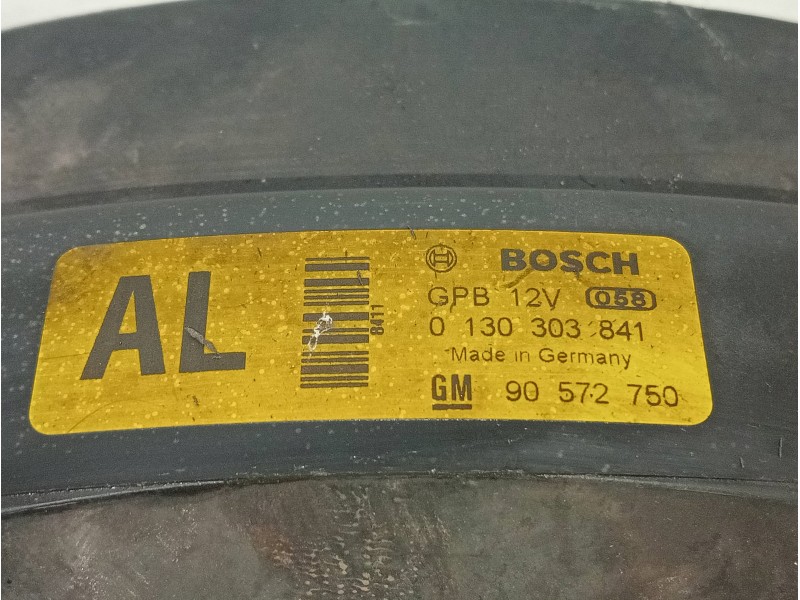 AL
8411
BOSCH
GPB 12V 058
0 130 303 841
Made in Germany
GM 90 572 750